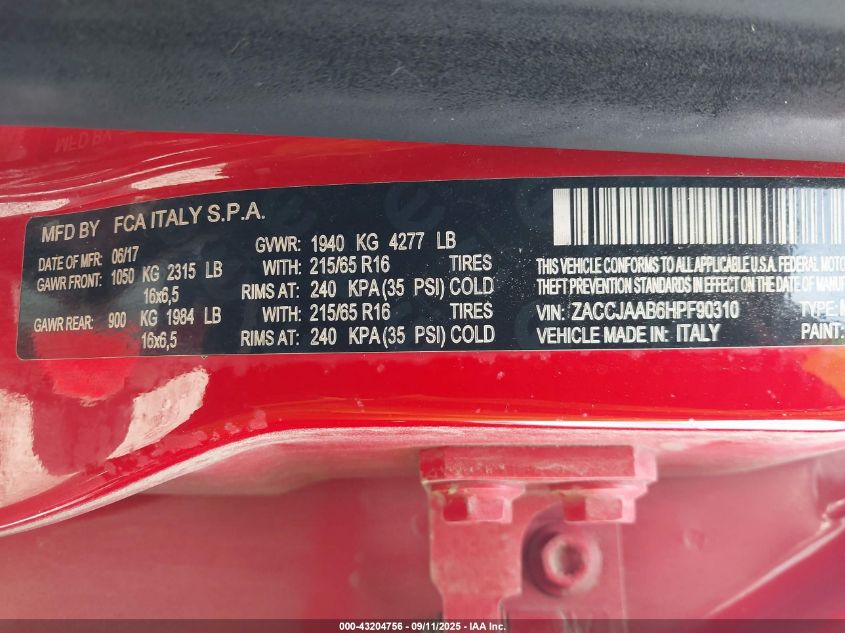 MFD BY FCA ITALY S.P.A.
DATE OF MFR: 06/17 GVWR: 1940 KG 4277 LB
GAWR FRONT: 1050 KG 2315 LB WITH: 215/65 R16 TIRES
16x6,5 RIMS AT: 240 KPA(35 PSI) COLD
GAWR REAR: 900 KG 1984 LB WITH: 215/65 R16 TIRES
16x6,5 RIMS AT: 240 KPA(35 PSI) COLD
THIS VEHICLE CONFORMS TO ALL APPLICABLE U.S.A. FEDERAL MOTO
THEFT PREVENTION STANDARDS IN EFFECT ON THE DATE OF
VIN: ZACCJAAB6HPF90310 TYPE:
VEHICLE MADE IN: ITALY PAINT:
000-43204756 - 09/11/2025 - IAA Inc.